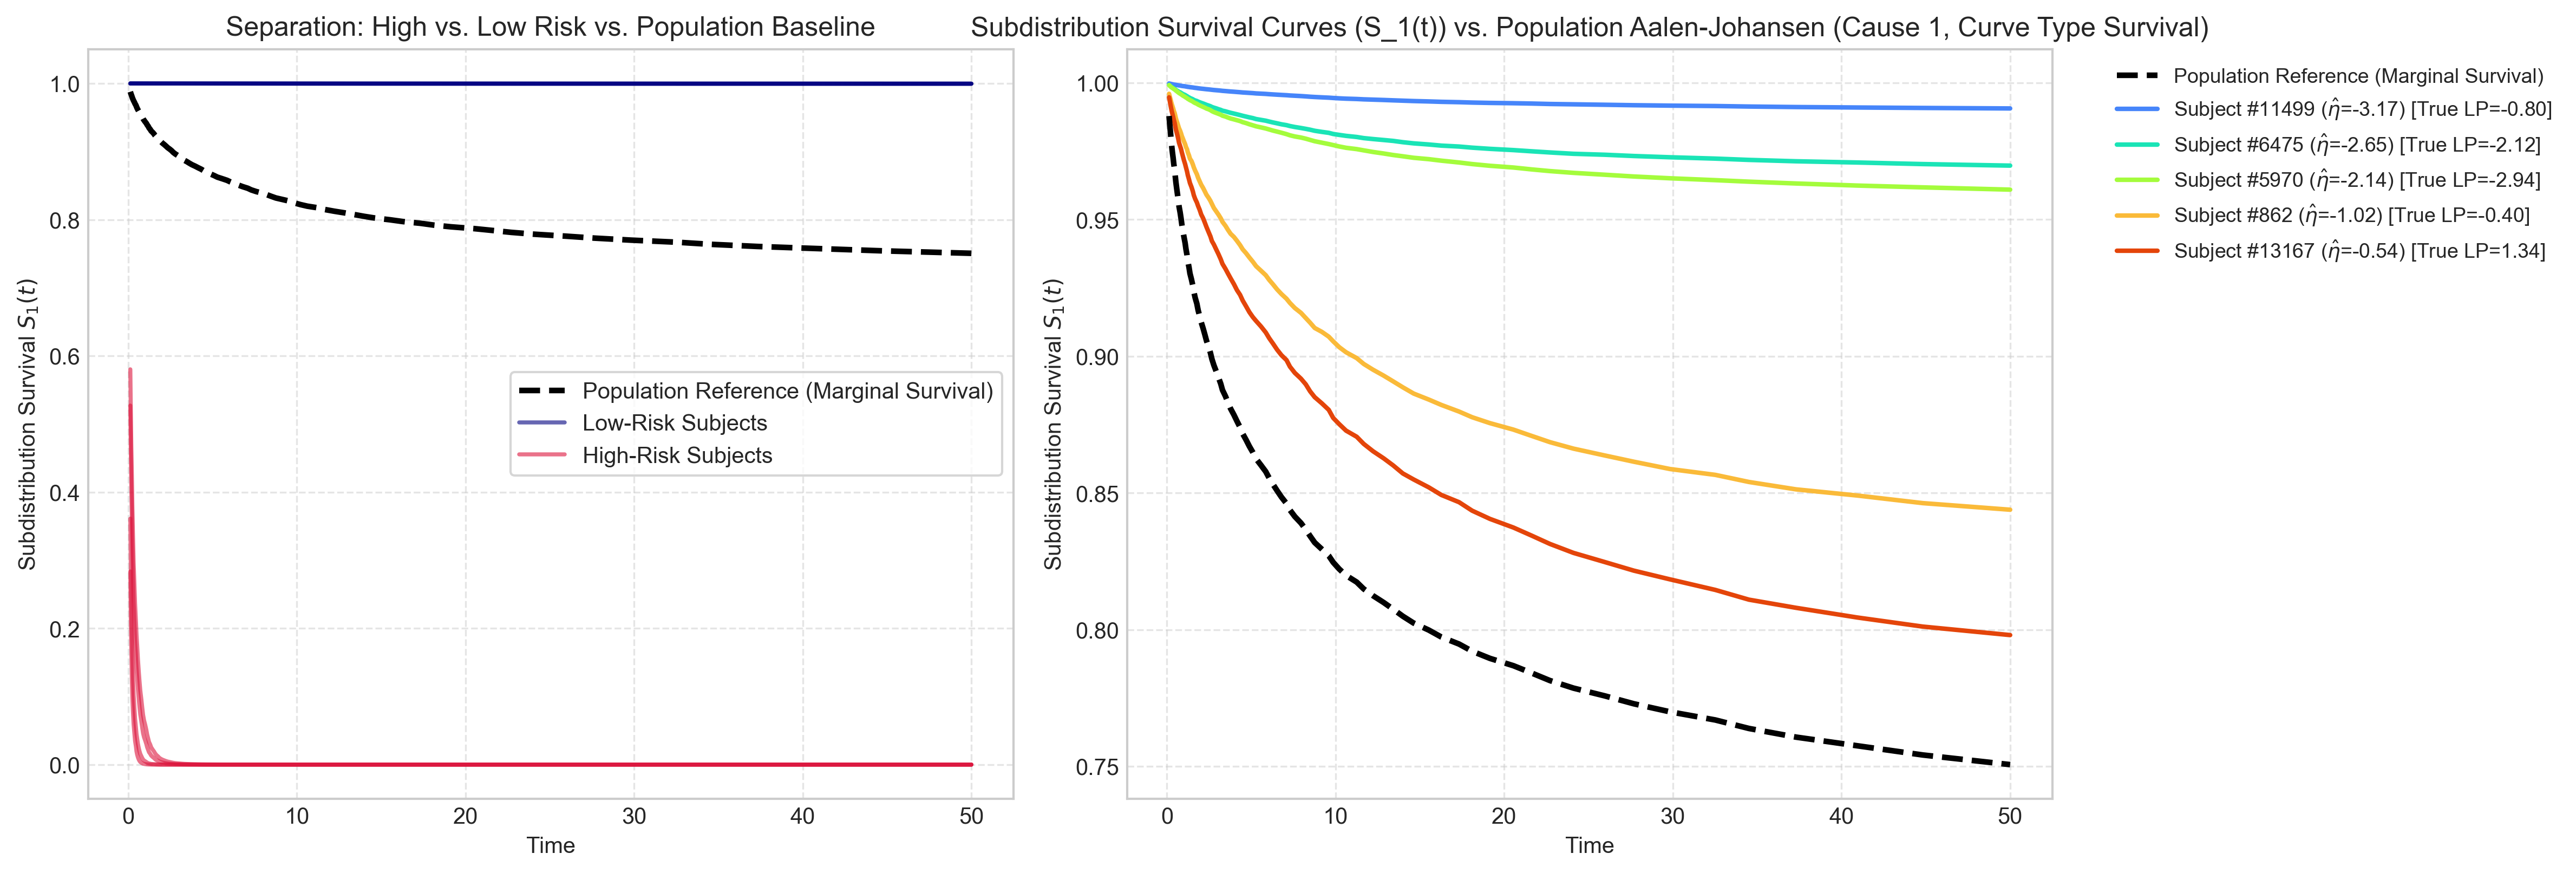 Separation: High vs. Low Risk vs. Population Baseline
Subdistribution Survival S₁(t)
1.0
0.8
0.6
0.4
0.2
0.0
Population Reference (Marginal Survival)
Low-Risk Subjects
High-Risk Subjects
0 10 20 30 40 50
Time
Subdistribution Survival Curves (S_1(t)) vs. Population Aalen-Johansen (Cause 1, Curve Type Survival)
Subdistribution Survival S₁(t)
1.00
0.95
0.90
0.85
0.80
0.75
0 10 20 30 40 50
Time
Population Reference (Marginal Survival)
Subject #11499 (η̂=-3.17) [True LP=-0.80]
Subject #6475 (η̂=-2.65) [True LP=-2.12]
Subject #5970 (η̂=-2.14) [True LP=-2.94]
Subject #862 (η̂=-1.02) [True LP=-0.40]
Subject #13167 (η̂=-0.54) [True LP=1.34]